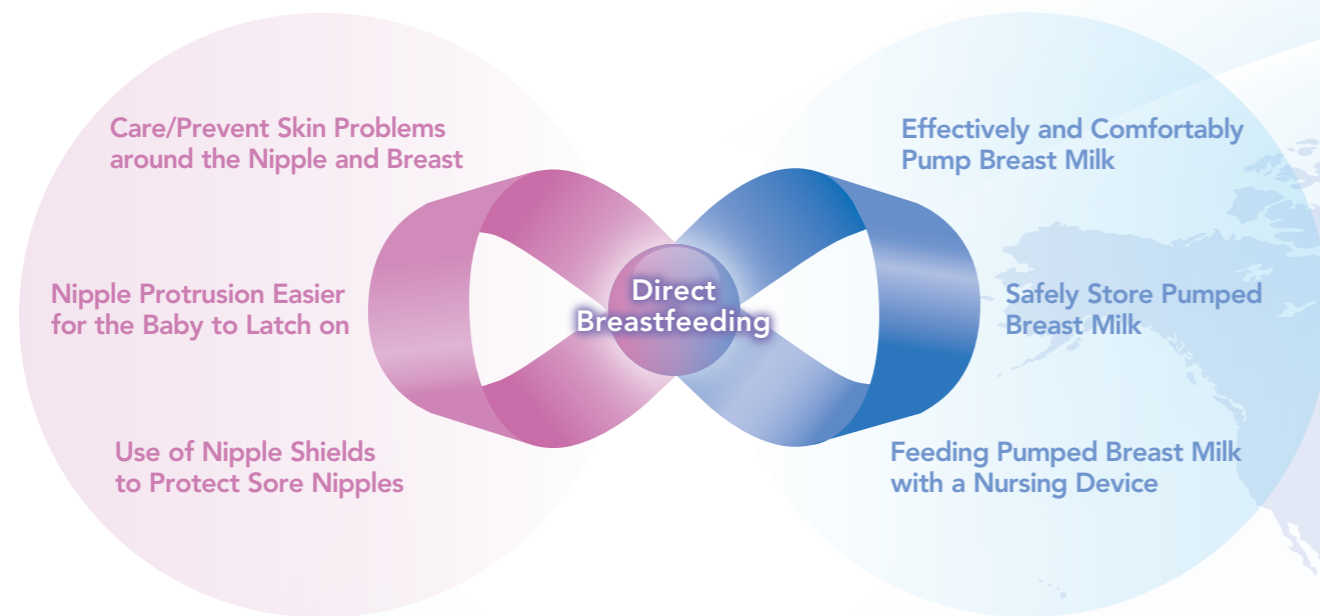 Care/Prevent Skin Problems
around the Nipple and Breast
Nipple Protrusion Easier
for the Baby to Latch on
Use of Nipple Shields
to Protect Sore Nipples
Direct
Breastfeeding
Effectively and Comfortably
Pump Breast Milk
Safely Store Pumped
Breast Milk
Feeding Pumped Breast Milk
with a Nursing Device